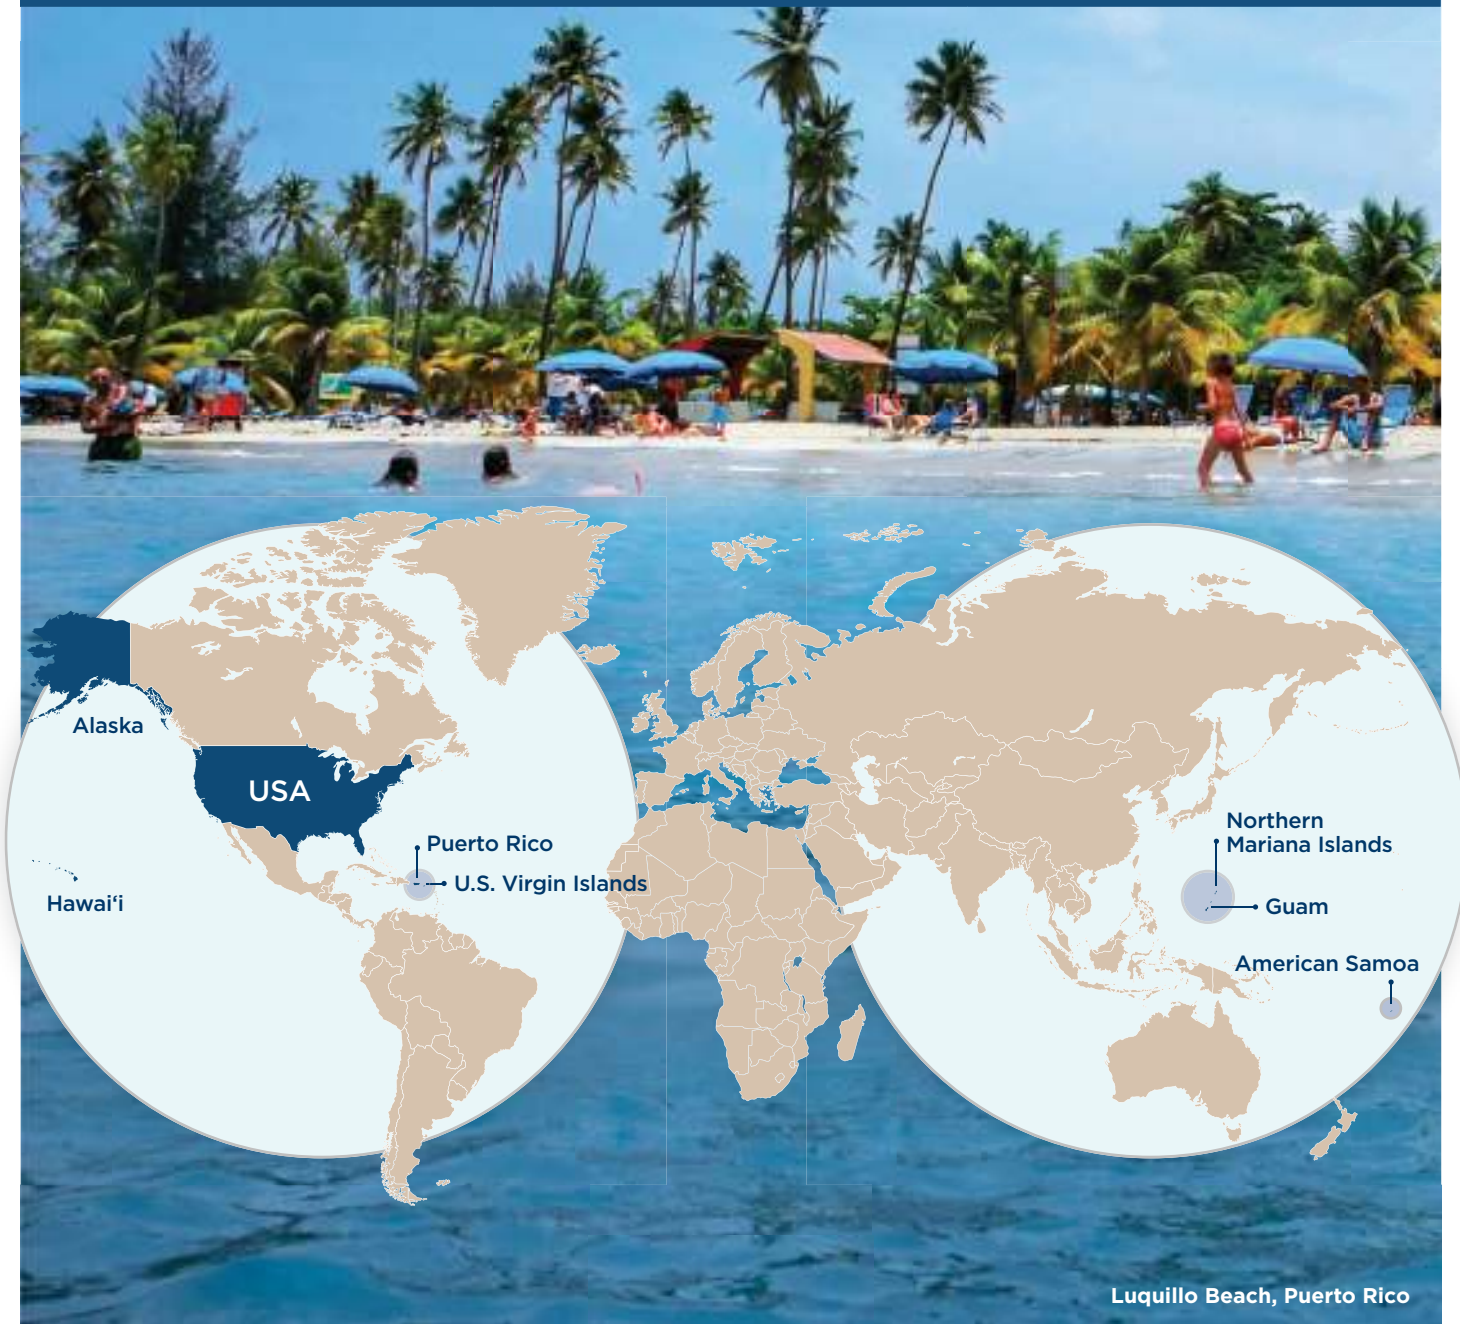 Alaska
USA
Puerto Rico
U.S. Virgin Islands
Hawai‘i
Northern
Mariana Islands
Guam
American Samoa
Luquillo Beach, Puerto Rico